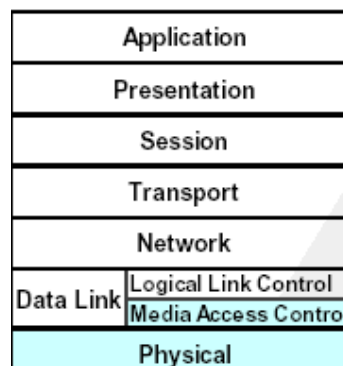 Application
Presentation
Session
Transport
Network
Data Link
Logical Link Control
Media Access Contro
Physical